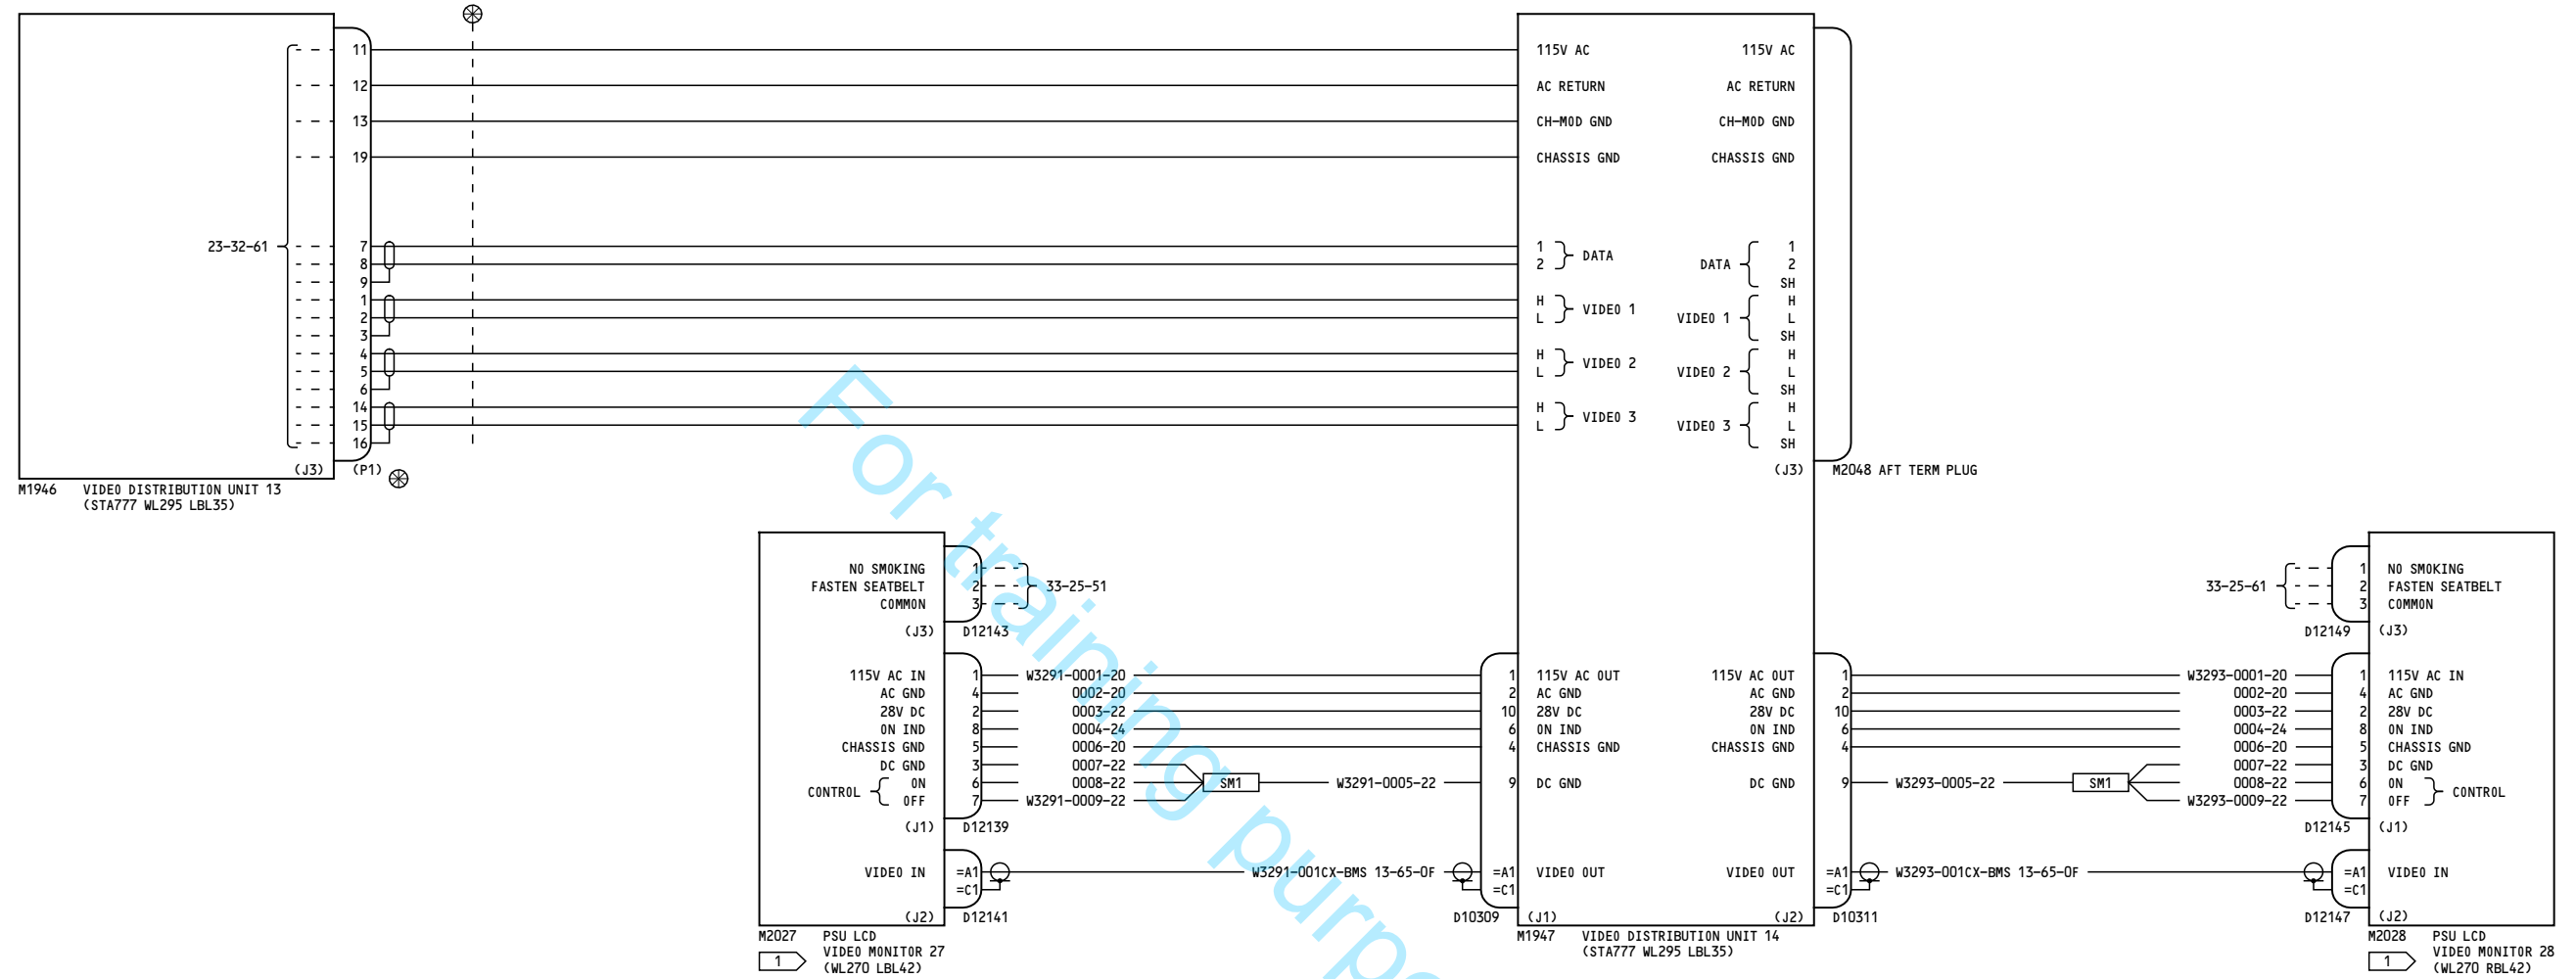 11
12
13
19
23-32-61
7
8
9
1
2
3
4
5
6
14
15
16
(J3) (P1)
M1946 VIDEO DISTRIBUTION UNIT 13
(STA777 WL295 LBL35)
115V AC 115V AC
AC RETURN AC RETURN
CH-MOD GND CH-MOD GND
CHASSIS GND CHASSIS GND
1
2
DATA
DATA
1
2
SH
H
L
VIDEO 1
VIDEO 1
H
L
SH
H
L
VIDEO 2
VIDEO 2
H
L
SH
H
L
VIDEO 3
VIDEO 3
H
L
SH
(J3) M2048 AFT TERM PLUG
NO SMOKING 1
FASTEN SEATBELT 2
COMMON 3
33-25-51
(J3) D12143
115V AC IN 1 W3291-0001-20
AC GND 4 0002-20
28V DC 2 0003-22
ON IND 8 0004-24
CHASSIS GND 5 0006-20
DC GND 3 0007-22
CONTROL
ON 6 0008-22
OFF 7 W3291-0009-22
SM1 W3291-0005-22
(J1) D12139
VIDEO IN =A1
=C1
W3291-001CX-BMS 13-65-0F
(J2) D12141
M2027 PSU LCD
VIDEO MONITOR 27
(WL270 LBL42)
1
1 115V AC OUT 115V AC OUT 1
2 AC GND AC GND 2
10 28V DC 28V DC 10
6 ON IND ON IND 6
4 CHASSIS GND CHASSIS GND 4
9 DC GND DC GND 9
=A1 VIDEO OUT VIDEO OUT =A1
=C1 =C1
D10309 (J1) (J2) D10311
M1947 VIDEO DISTRIBUTION UNIT 14
(STA777 WL295 LBL35)
33-25-61
1 NO SMOKING
2 FASTEN SEATBELT
3 COMMON
D12149 (J3)
W3293-0001-20 1 115V AC IN
0002-20 4 AC GND
0003-22 2 28V DC
0004-24 8 ON IND
0006-20 5 CHASSIS GND
0007-22 3 DC GND
W3293-0005-22 SM1
0008-22 6 ON
W3293-0009-22 7 OFF
CONTROL
D12145 (J1)
W3293-001CX-BMS 13-65-0F
=A1 VIDEO IN
=C1
D12147 (J2)
M2028 PSU LCD
VIDEO MONITOR 28
(WL270 RBL42)
1
For training